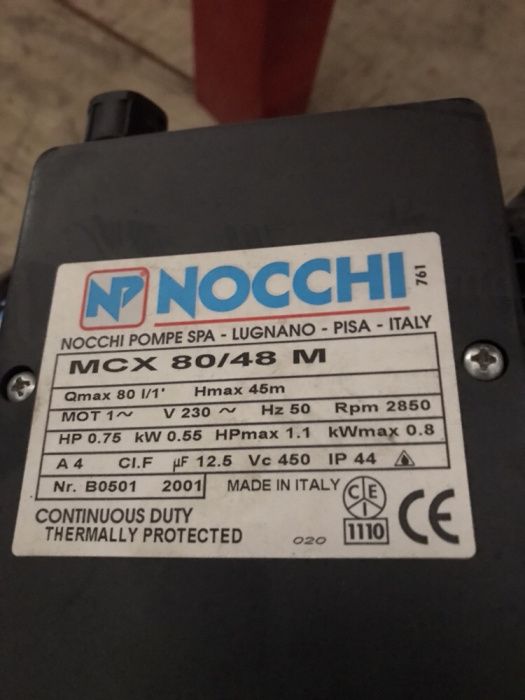 NP NOCCHI 761
NOCCHI POMPE SPA - LUGNANO - PISA - ITALY
MCX 80/48 M
Qmax 80 l/1' Hmax 45m
MOT 1~ V 230 ~ Hz 50 Rpm 2850
HP 0.75 kW 0.55 HPmax 1.1 kWmax 0.8
A 4 Cl.F µF 12.5 Vc 450 IP 44
Nr. B0501 2001 MADE IN ITALY CEI
CONTINUOUS DUTY 1110 CE
THERMALLY PROTECTED 020